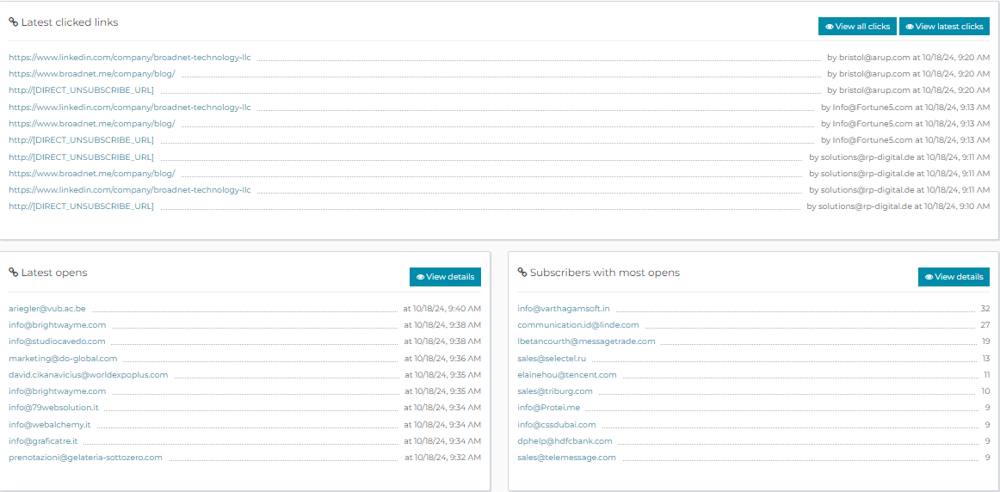 Latest clicked links
View all clicks View latest clicks
https://www.linkedin.com/company/broadnet-technology-llc by bristol@arup.com at 10/18/24, 9:20 AM
https://www.broadnet.me/company/blog/ by bristol@arup.com at 10/18/24, 9:20 AM
http://[DIRECT_UNSUBSCRIBE_URL] by bristol@arup.com at 10/18/24, 9:20 AM
https://www.linkedin.com/company/broadnet-technology-llc by Info@Fortune5.com at 10/18/24, 9:13 AM
https://www.broadnet.me/company/blog/ by Info@Fortune5.com at 10/18/24, 9:13 AM
http://[DIRECT_UNSUBSCRIBE_URL] by Info@Fortune5.com at 10/18/24, 9:13 AM
http://[DIRECT_UNSUBSCRIBE_URL] by solutions@rp-digital.de at 10/18/24, 9:11 AM
https://www.broadnet.me/company/blog/ by solutions@rp-digital.de at 10/18/24, 9:11 AM
https://www.linkedin.com/company/broadnet-technology-llc by solutions@rp-digital.de at 10/18/24, 9:11 AM
http://[DIRECT_UNSUBSCRIBE_URL] by solutions@rp-digital.de at 10/18/24, 9:10 AM
Latest opens
View details
ariegler@vub.ac.be at 10/18/24, 9:40 AM
info@brightwayme.com at 10/18/24, 9:38 AM
info@studiocavedo.com at 10/18/24, 9:38 AM
marketing@do-global.com at 10/18/24, 9:36 AM
david.cikanavicius@worldexpoplus.com at 10/18/24, 9:35 AM
info@brightwayme.com at 10/18/24, 9:35 AM
info@79websolution.it at 10/18/24, 9:34 AM
info@webalchemy.it at 10/18/24, 9:34 AM
info@graficatre.it at 10/18/24, 9:34 AM
prenotazioni@gelateria-sottozero.com at 10/18/24, 9:32 AM
Subscribers with most opens
View details
info@varthagamsoft.in 32
communication.id@linde.com 27
lbetancourth@messagetrade.com 19
sales@selectel.ru 13
elainehou@tencent.com 11
sales@triburg.com 10
info@Protei.me 9
info@cssdubai.com 9
dphelp@hdfcbank.com 9
sales@telemessage.com 9